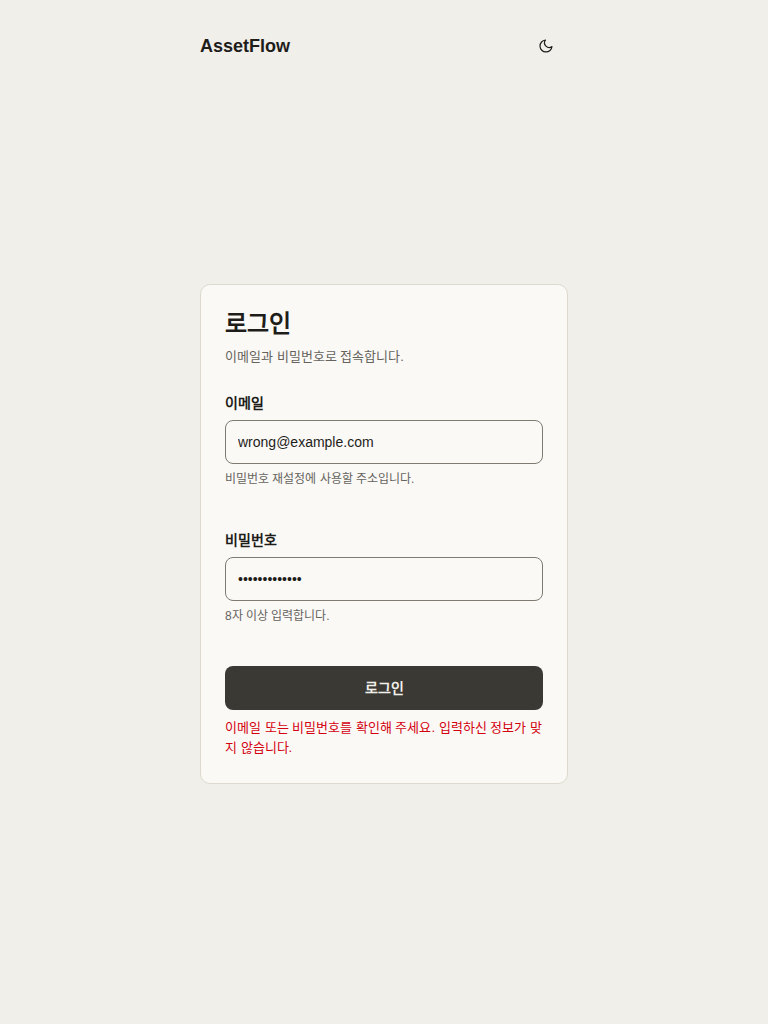 AssetFlow
로그인
이메일과 비밀번호로 접속합니다.
이메일
wrong@example.com
비밀번호 재설정에 사용할 주소입니다.
비밀번호
•••••••••••••
8자 이상 입력합니다.
로그인
이메일 또는 비밀번호를 확인해 주세요. 입력하신 정보가 맞
지 않습니다.